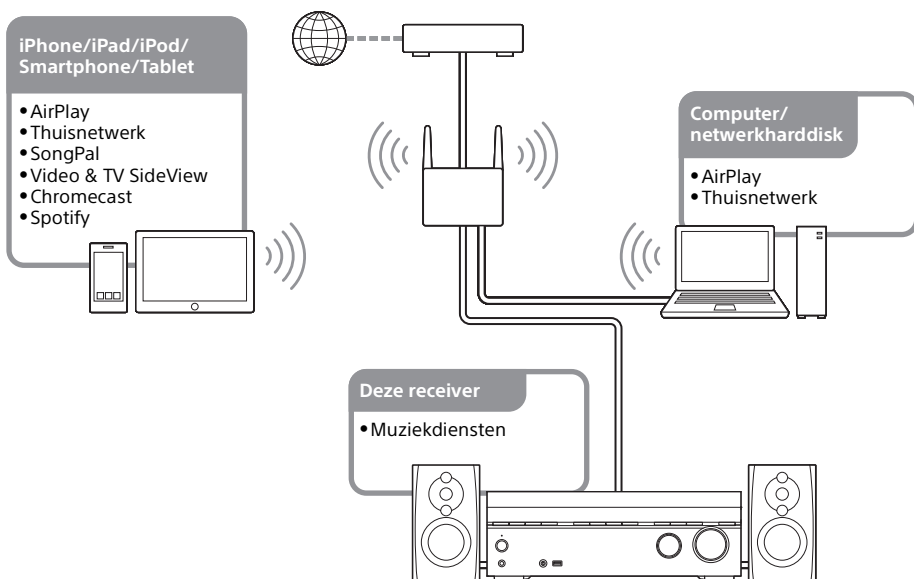 iPhone/iPad/iPod/
Smartphone/Tablet
•AirPlay
•Thuisnetwerk
•SongPal
•Video & TV SideView
•Chromecast
•Spotify
Computer/
netwerkharddisk
•AirPlay
•Thuisnetwerk
Deze receiver
•Muziekdiensten